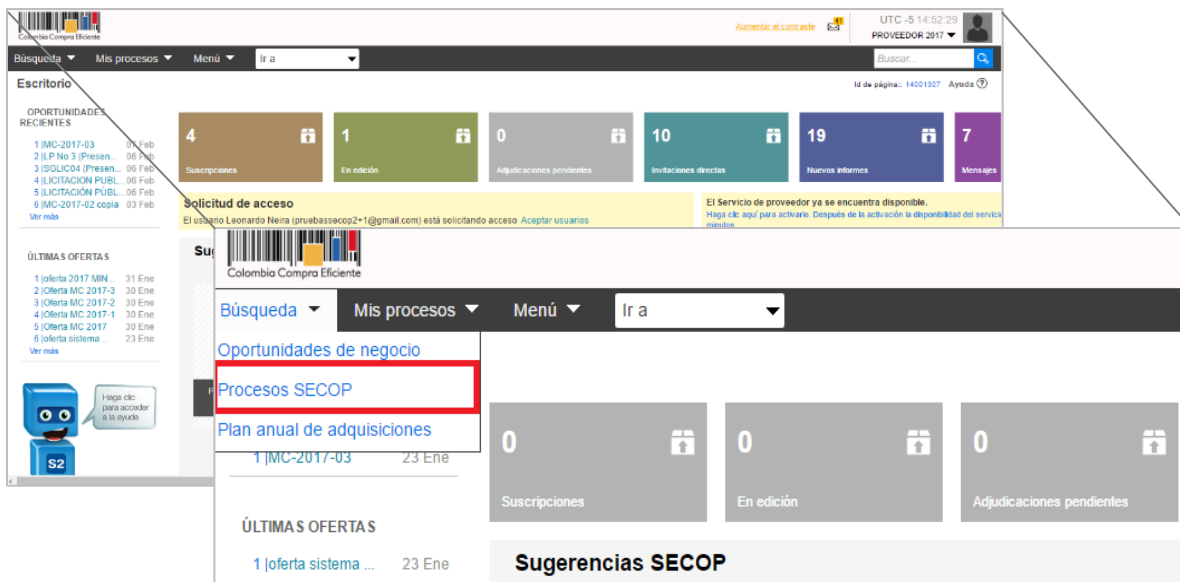 Colombia Compra Eficiente
Aumentar el contraste
41
UTC -5 14:52:29
PROVEEDOR 2017
Búsqueda Mis procesos Menú Ir a Buscar...
Escritorio
Id de página:: 14001307 Ayuda ?
OPORTUNIDADES
RECIENTES
1 |MC-2017-03 07 Feb
2 |LP No 3 (Presen... 06 Feb
3 |SGLIC04 (Presen... 06 Feb
4 |LICITACION PUBL... 06 Feb
5 |LICITACIÓN PÚBL... 06 Feb
6 |MC-2017-02 copia 03 Feb
Ver más
4
Suscripciones
1
En edición
0
Adjudicaciones pendientes
10
Invitaciones directas
19
Nuevos informes
7
Mensajes
Solicitud de acceso
El usuario Leonardo Neira (pruebassecop2+1@gmail.com) está solicitando acceso Aceptar usuarios
El Servicio de proveedor ya se encuentra disponible.
Haga clic aquí para activarlo. Después de la activación la disponibilidad del servicio
minutos
ÚLTIMAS OFERTAS
1 |oferta 2017 MIN... 31 Ene
2 |Oferta MC 2017-3 30 Ene
3 |Oferta MC 2017-2 30 Ene
4 |Oferta MC 2017-1 30 Ene
5 |Oferta MC 2017 30 Ene
6 |oferta sistema ... 23 Ene
Ver más
Haga clic
para acceder
a la ayuda
S2
Colombia Compra Eficiente
Búsqueda Mis procesos Menú Ir a
Oportunidades de negocio
Procesos SECOP
Plan anual de adquisiciones
1 |MC-2017-03 23 Ene
0
Suscripciones
0
En edición
0
Adjudicaciones pendientes
ÚLTIMAS OFERTAS
1 |oferta sistema ... 23 Ene
Sugerencias SECOP